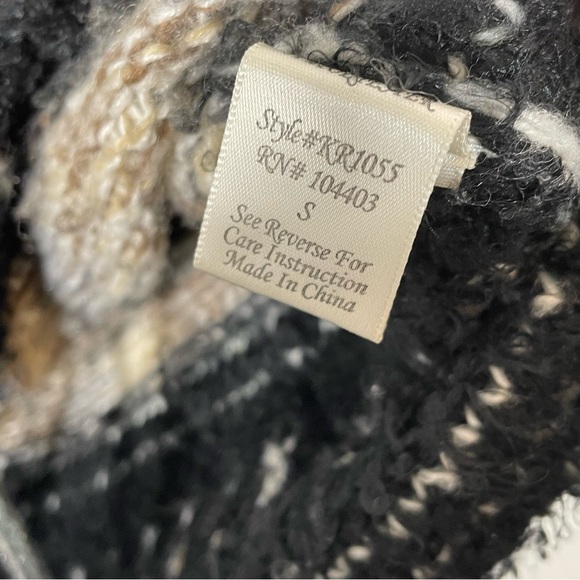 Style#KR1055
RN# 104403
S
See Reverse For
Care Instruction
Made In China